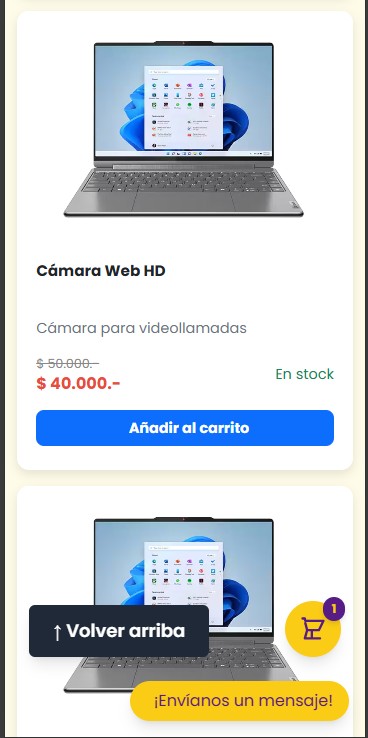 Cámara Web HD
Cámara para videollamadas
$ 50.000.-
$ 40.000.-
En stock
Añadir al carrito
1
↑ Volver arriba
¡Envíanos un mensaje!